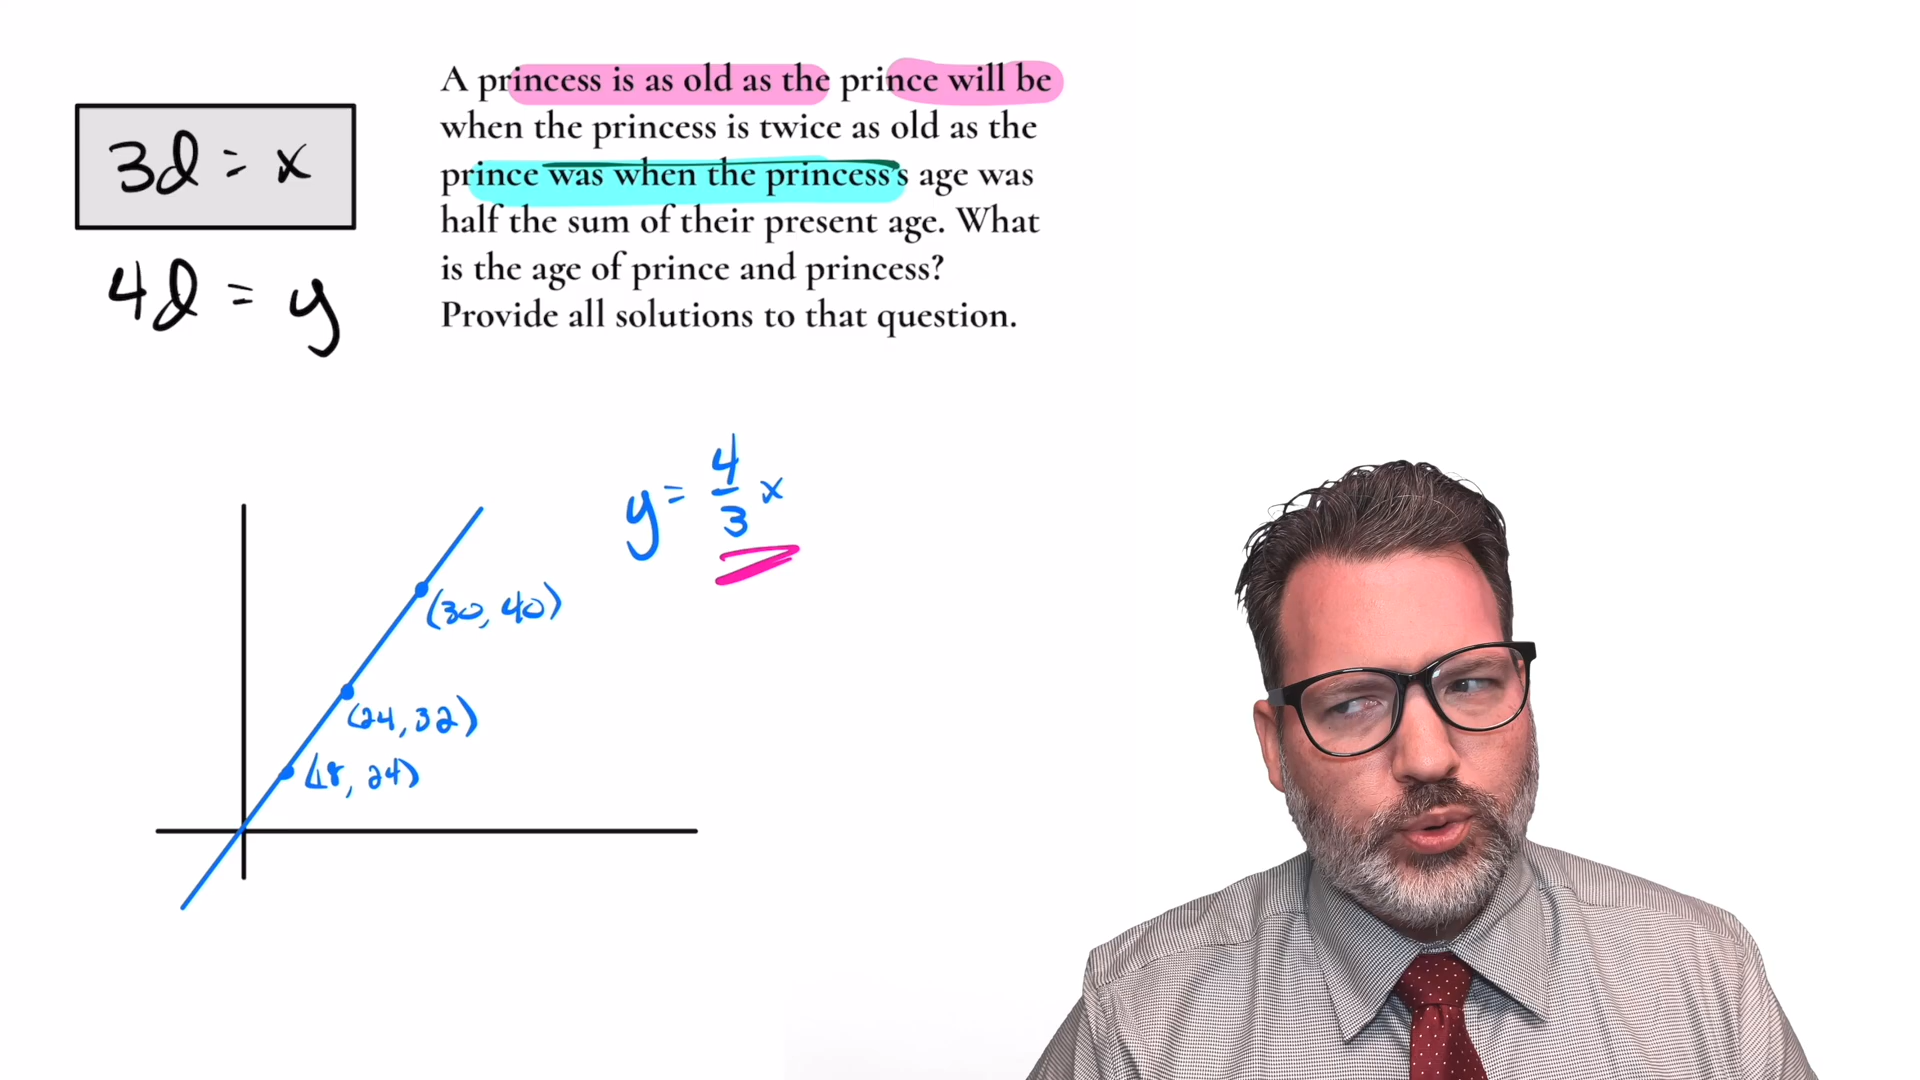 A princess is as old as the prince will be
when the princess is twice as old as the
prince was when the princess's age was
half the sum of their present age. What
is the age of prince and princess?
Provide all solutions to that question.
3d = x
4d = y
y = 4/3 x
(30, 40)
(24, 32)
(18, 24)